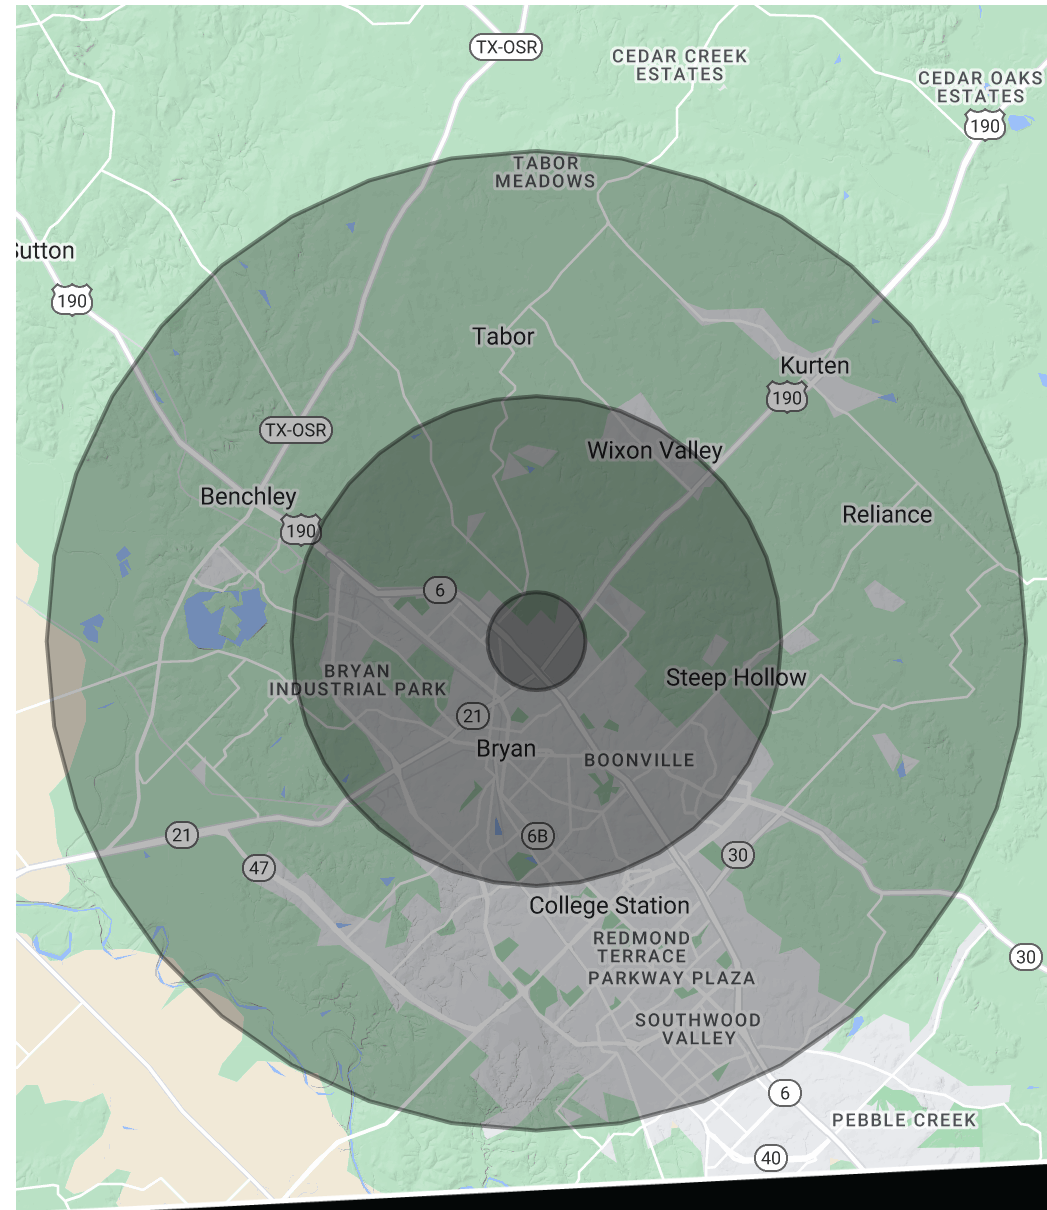 TX-OSR
CEDAR CREEK
ESTATES
CEDAR OAKS
ESTATES
190
TABOR
MEADOWS
Sutton
190
Tabor
Kurten
190
TX-OSR
Wixon Valley
Benchley
190
Reliance
6
BRYAN
INDUSTRIAL PARK
Steep Hollow
21
Bryan
BOONVILLE
21
6B
47
30
College Station
REDMOND
TERRACE
30
PARKWAY PLAZA
SOUTHWOOD
VALLEY
6
PEBBLE CREEK
40